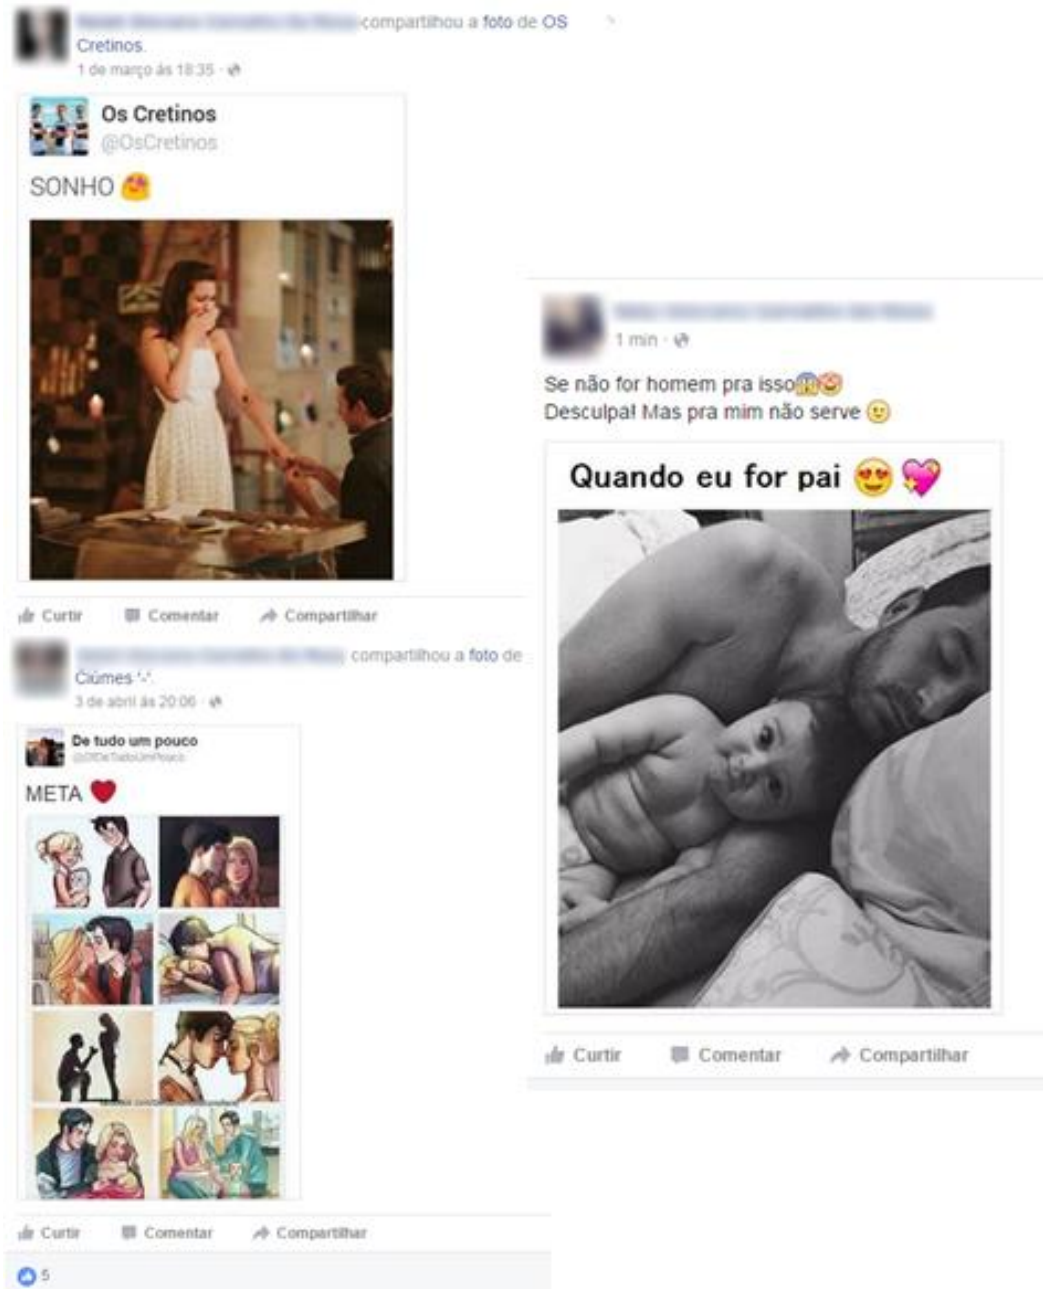 compartilhou a foto de OS
Cretinos.
1 de março às 18:35
Os Cretinos
@OsCretinos
SONHO
Curtir Comentar Compartilhar
compartilhou a foto de
Ciúmes '-'.
3 de abril às 20:06
De tudo um pouco
META
Curtir Comentar Compartilhar
5
1 min
Se não for homem pra isso
Desculpa! Mas pra mim não serve
Quando eu for pai
Curtir Comentar Compartilhar